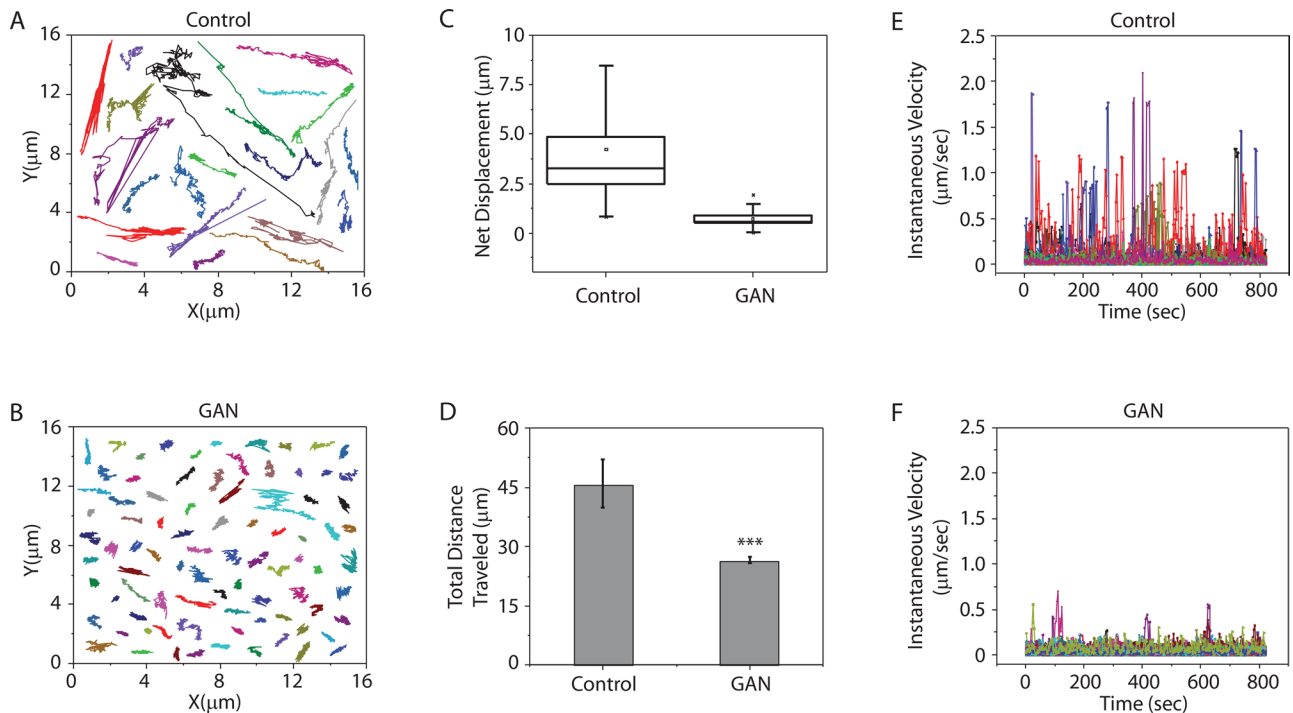 A
Control
16
12
8
4
0
Y(μm)
0
4
8
12
16
X(μm)
B
GAN
16
12
8
4
0
Y(μm)
0
4
8
12
16
X(μm)
C
10
7.5
5.0
2.5
0
Net Displacement (μm)
Control
GAN
D
60
45
30
15
0
Total Distance
Traveled (μm)
***
Control
GAN
E
Control
2.5
2.0
1.5
1.0
0.5
0
Instantaneous Velocity
(μm/sec)
0
200
400
600
800
Time (sec)
F
GAN
2.5
2.0
1.5
1.0
0.5
0
Instantaneous Velocity
(μm/sec)
0
200
400
600
800
Time (sec)